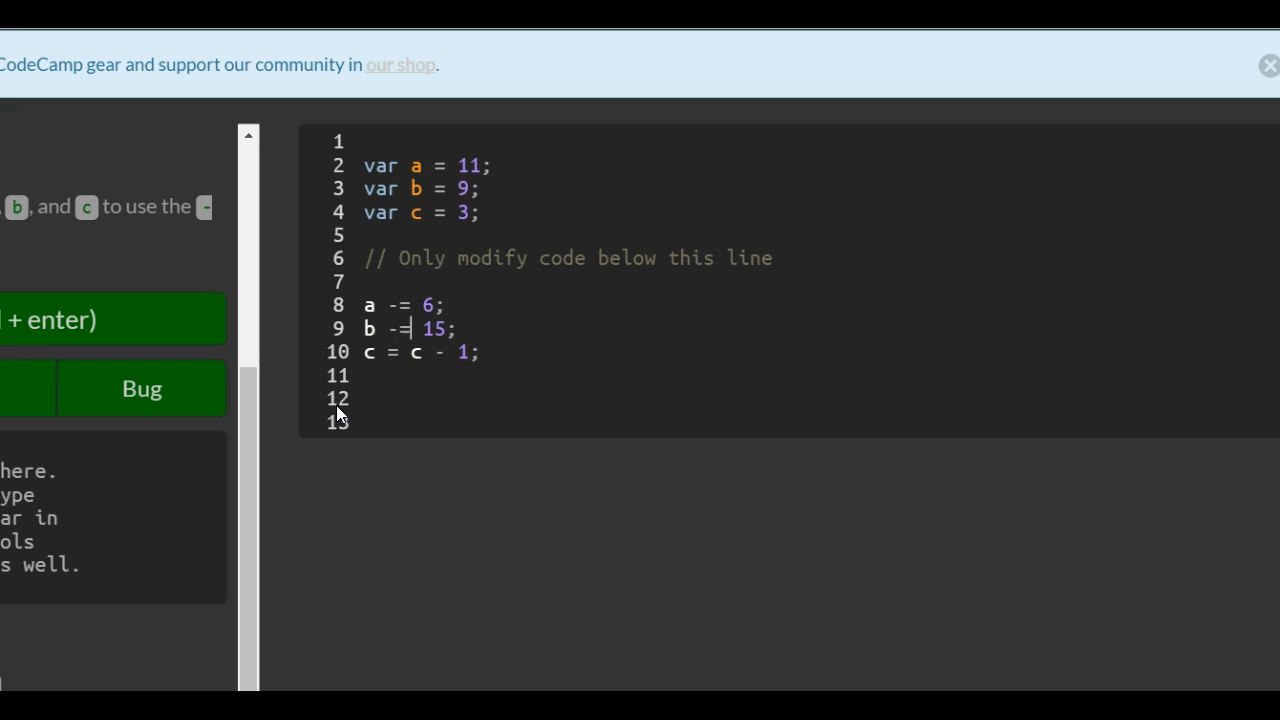 CodeCamp gear and support our community in our shop.
, b, and c to use the -
+ enter)
Bug
here.
ype
ar in
ols
s well.
1
2 var a = 11;
3 var b = 9;
4 var c = 3;
5
6 // Only modify code below this line
7
8 a -= 6;
9 b -= 15;
10 c = c - 1;
11
12
13